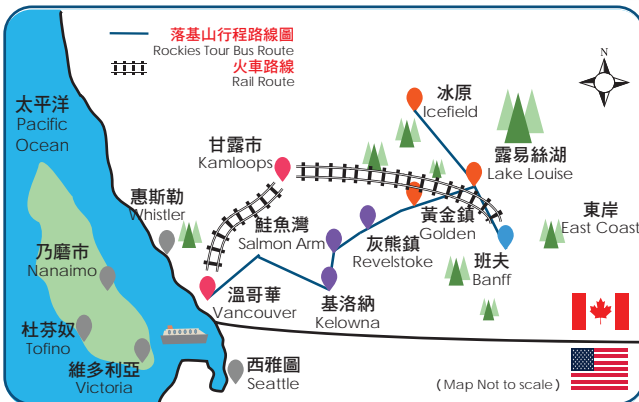 落基山行程路線圖
Rockies Tour Bus Route
火車路線
Rail Route
N
太平洋
Pacific
Ocean
冰原
Icefield
甘露市
Kamloops
露易絲湖
Lake Louise
惠斯勒
Whistler
鮭魚灣
Salmon Arm
灰熊鎮
Revelstoke
黃金鎮
Golden
東岸
East Coast
班夫
Banff
乃磨市
Nanaimo
溫哥華
Vancouver
基洛納
Kelowna
杜芬奴
Tofino
維多利亞
Victoria
西雅圖
Seattle
(Map Not to scale)